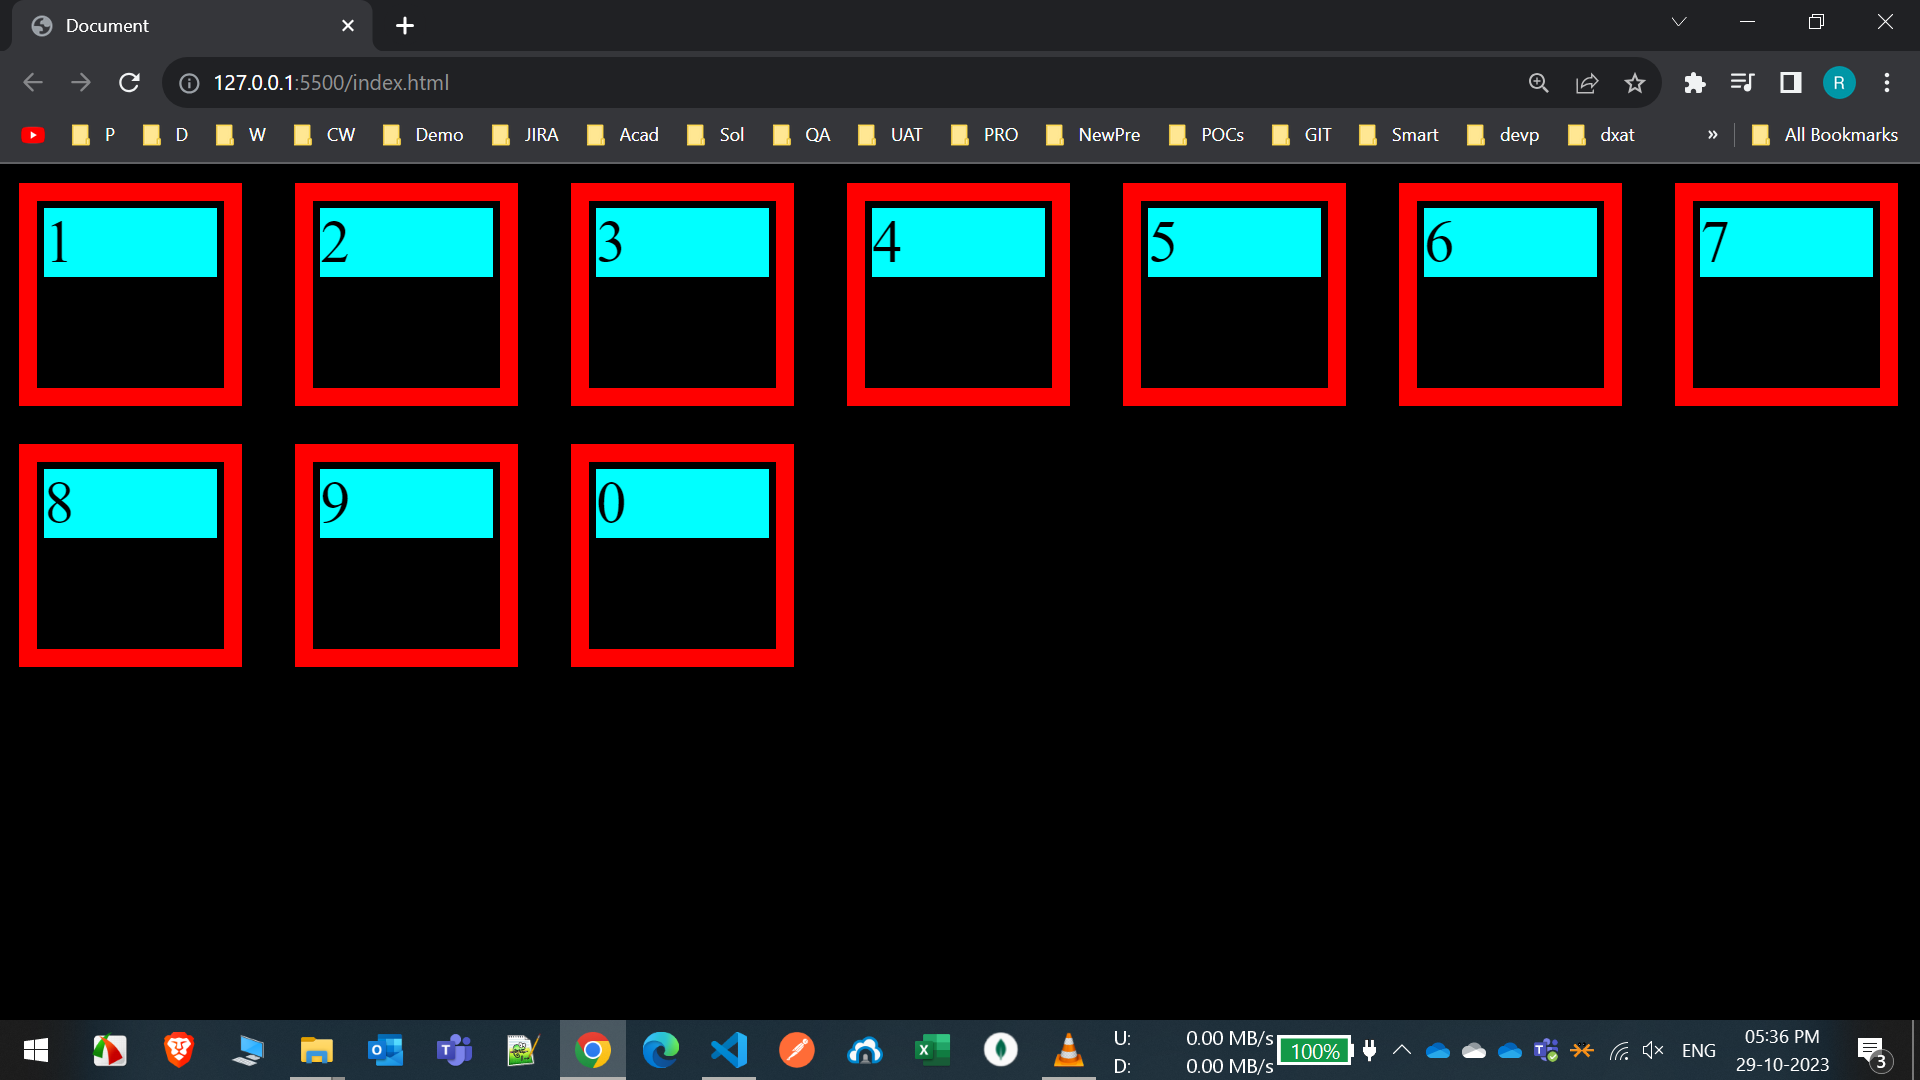 Document
127.0.0.1:5500/index.html
R
P D W CW Demo JIRA Acad Sol QA UAT PRO NewPre POCs GIT Smart devp dxat » All Bookmarks
1 2 3 4 5 6 7
8 9 0
U: 0.00 MB/s
D: 0.00 MB/s
100%
ENG
05:36 PM
29-10-2023
3